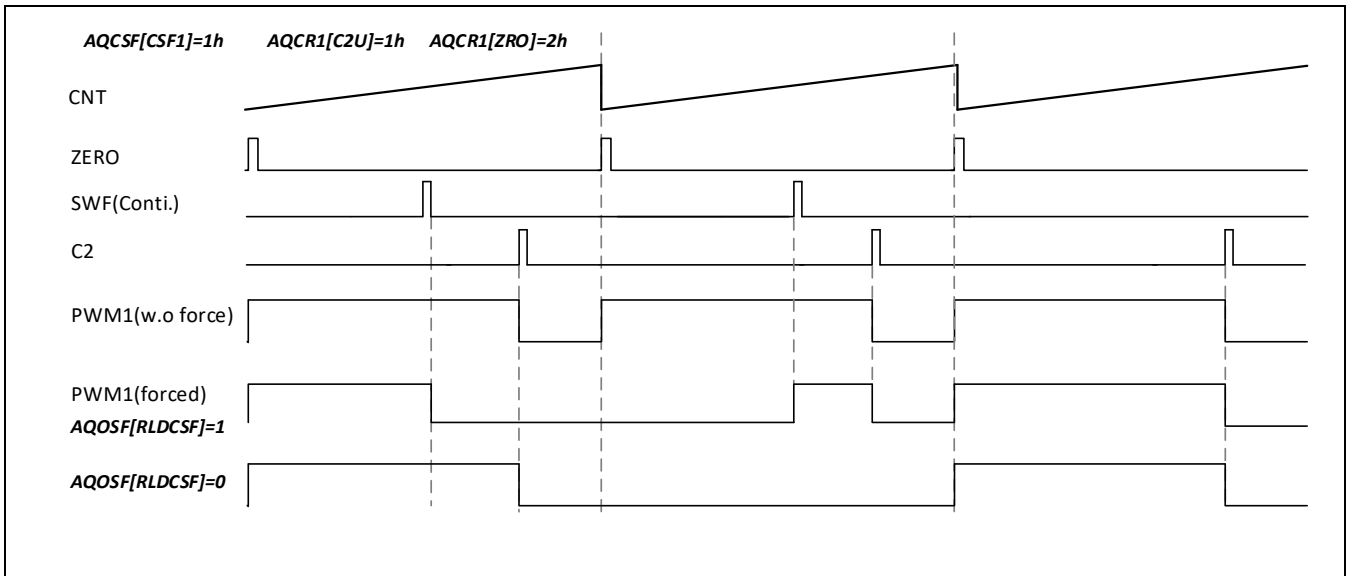 AQCSF[CSF1]=1h AQCR1[C2U]=1h AQCR1[ZRO]=2h
CNT
ZERO
SWF(Conti.)
C2
PWM1(w.o force)
PWM1(forced)
AQOSF[RLDCSF]=1
AQOSF[RLDCSF]=0